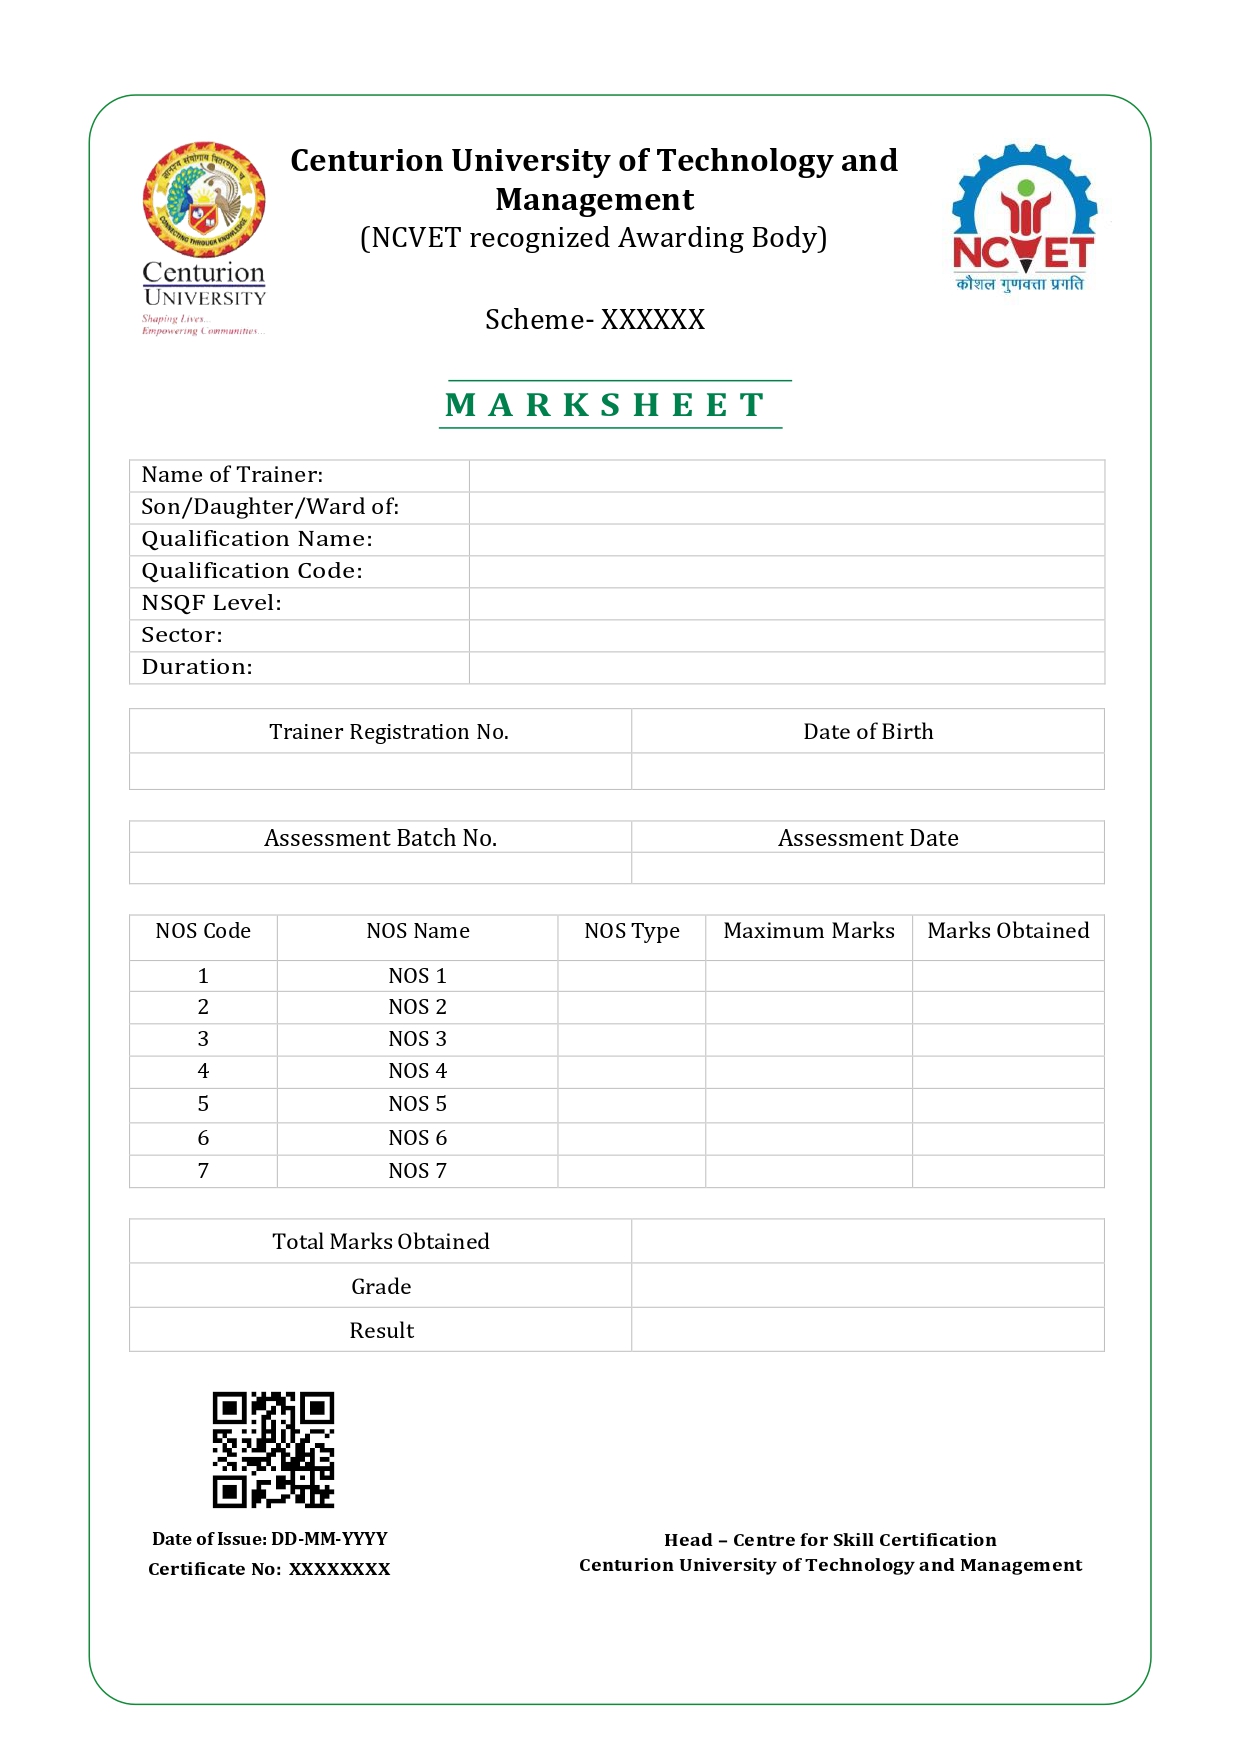 Centurion University of Technology and
Management
(NCVET recognized Awarding Body)
CONNECTING THROUGH KNOWLEDGE
Centurion
UNIVERSITY
Shaping Lives...
Empowering Communities...
NCVET
कौशल गुणवत्ता प्रगति
Scheme- XXXXXX
MARKSHEET
Name of Trainer:
Son/Daughter/Ward of:
Qualification Name:
Qualification Code:
NSQF Level:
Sector:
Duration:
Trainer Registration No. Date of Birth
Assessment Batch No. Assessment Date
NOS Code NOS Name NOS Type Maximum Marks Marks Obtained
1 NOS 1
2 NOS 2
3 NOS 3
4 NOS 4
5 NOS 5
6 NOS 6
7 NOS 7
Total Marks Obtained
Grade
Result
Date of Issue: DD-MM-YYYY
Certificate No: XXXXXXXX
Head – Centre for Skill Certification
Centurion University of Technology and Management